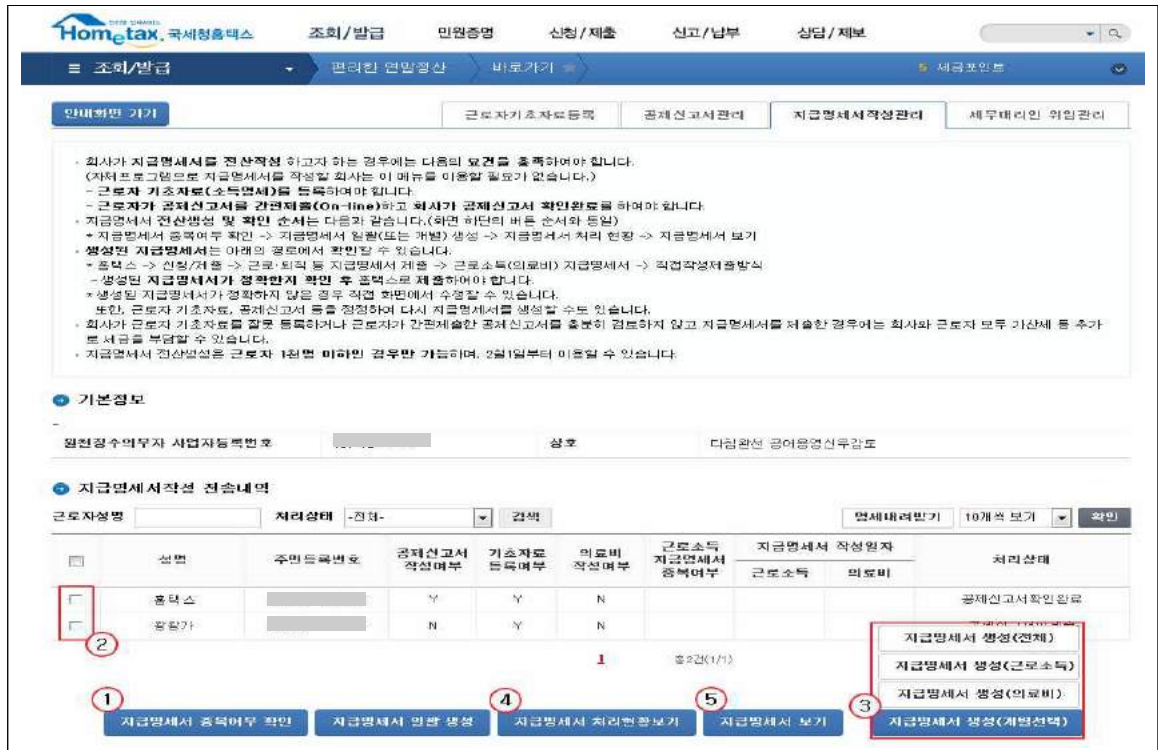 Hometax. 국세청홈택스
조회/발급 민원증명 신청/제출 신고/납부 상담/제보
≡ 조회/발급 편리한 연말정산 바로가기 세금포인트
안내화면 가기 근로자기초자료등록 공제신고서관리 지급명세서작성관리 세무대리인 위임관리
· 회사가 지급명세서를 전산작성 하고자 하는 경우에는 다음의 요건을 충족하여야 합니다.
(자체프로그램으로 지급명세서를 작성할 회사는 이 메뉴를 이용할 필요가 없습니다.)
- 근로자 기초자료(소득명세)를 등록하여야 합니다.
- 근로자가 공제신고서를 간편제출(On-line)하고 회사가 공제신고서 확인완료를 하여야 합니다.
· 지급명세서 전산생성 및 확인 순서는 다음과 같습니다.(화면 하단의 버튼 순서와 동일)
* 지급명세서 중복여부 확인 -> 지급명세서 일괄(또는 개별) 생성 -> 지급명세서 처리 현황 -> 지급명세서 보기
· 생성된 지급명세서는 아래의 경로에서 확인할 수 있습니다.
* 홈택스 -> 신청/제출 -> 근로·퇴직 등 지급명세서 제출 -> 근로소득(의료비) 지급명세서 -> 직접작성제출방식
- 생성된 지급명세서가 정확한지 확인 후 홈택스로 제출하여야 합니다.
* 생성된 지급명세서가 정확하지 않은 경우 직접 화면에서 수정할 수 있습니다.
또한, 근로자 기초자료, 공제신고서 등을 정정하여 다시 지급명세서를 생성할 수도 있습니다.
· 회사가 근로자 기초자료를 잘못 등록하거나 근로자가 간편제출한 공제신고서를 충분히 검토하지 않고 지급명세서를 제출한 경우에는 회사와 근로자 모두 가산세 등 추가
로 세금을 부담할 수 있습니다.
· 지급명세서 전산생성은 근로자 1천명 미하인 경우만 가능하며, 2월1일부터 이용할 수 있습니다.
기본정보
원천징수의무자 사업자등록번호 상호
지급명세서작성 전송내역
근로자성명 처리상태 -전체- 검색 명세내려받기 10개씩 보기 확인
성명 주민등록번호 공제신고서 작성여부 기초자료 등록여부 의료비 작성여부 근로소득 지급명세서 중복여부 지급명세서 작성일자 근로소득 의료비 처리상태
홈택스 Y Y N 공제신고서확인완료
N Y N
②
1 총2건(1/1)
지급명세서 생성(전체)
지급명세서 생성(근로소득)
지급명세서 생성(의료비)
① ④ ⑤ ③
지급명세서 중복여부 확인 지급명세서 일괄 생성 지급명세서 처리현황보기 지급명세서 보기 지급명세서 생성(개별선택)